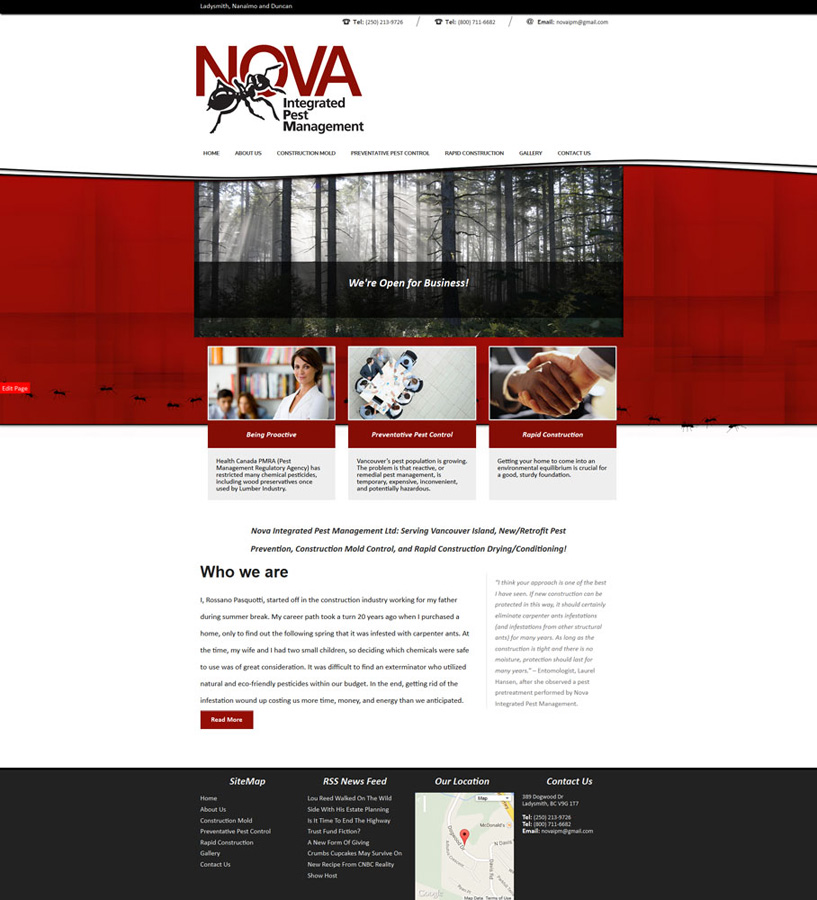 Ladysmith, Nanaimo and Duncan
Tel: (250) 213-9726 / Tel: (800) 711-6682 / Email: novaipm@gmail.com
NOVA
Integrated
Pest
Management
HOME ABOUT US CONSTRUCTION MOLD PREVENTATIVE PEST CONTROL RAPID CONSTRUCTION GALLERY CONTACT US
We're Open for Business!
Edit Page
Being Proactive
Health Canada PMRA (Pest
Management Regulatory Agency) has
restricted many chemical pesticides,
including wood preservatives once
used by Lumber Industry.
Preventative Pest Control
Vancouver's pest population is growing.
The problem is that reactive, or
remedial pest management, is
temporary, expensive, inconvenient,
and potentially hazardous.
Rapid Construction
Getting your home to come into an
environmental equilibrium is crucial for
a good, sturdy foundation.
Nova Integrated Pest Management Ltd: Serving Vancouver Island, New/Retrofit Pest
Prevention, Construction Mold Control, and Rapid Construction Drying/Conditioning!
Who we are
I, Rossano Pasquotti, started off in the construction industry working for my father
during summer break. My career path took a turn 20 years ago when I purchased a
home, only to find out the following spring that it was infested with carpenter ants. At
the time, my wife and I had two small children, so deciding which chemicals were safe
to use was of great consideration. It was difficult to find an exterminator who utilized
natural and eco-friendly pesticides within our budget. In the end, getting rid of the
infestation wound up costing us more time, money, and energy than we anticipated.
Read More
"I think your approach is one of the best
I have seen. If new construction can be
protected in this way, it should certainly
eliminate carpenter ants infestations
(and infestations from other structural
ants) for many years. As long as the
construction is tight and there is no
moisture, protection should last for
many years." – Entomologist, Laurel
Hansen, after she observed a pest
pretreatment performed by Nova
Integrated Pest Management.
SiteMap
Home
About Us
Construction Mold
Preventative Pest Control
Rapid Construction
Gallery
Contact Us
RSS News Feed
Lou Reed Walked On The Wild
Side With His Estate Planning
Is It Time To End The Highway
Trust Fund Fiction?
A New Form Of Giving
Crumbs Cupcakes May Survive On
New Recipe From CNBC Reality
Show Host
Our Location
Map
McDonald's
Dogwood Dr
N Davis
Davis Rd
Google
Map Data Terms of Use
Contact Us
389 Dogwood Dr
Ladysmith, BC V9G 1T7
Tel: (250) 213-9726
Tel: (800) 711-6682
Email: novaipm@gmail.com